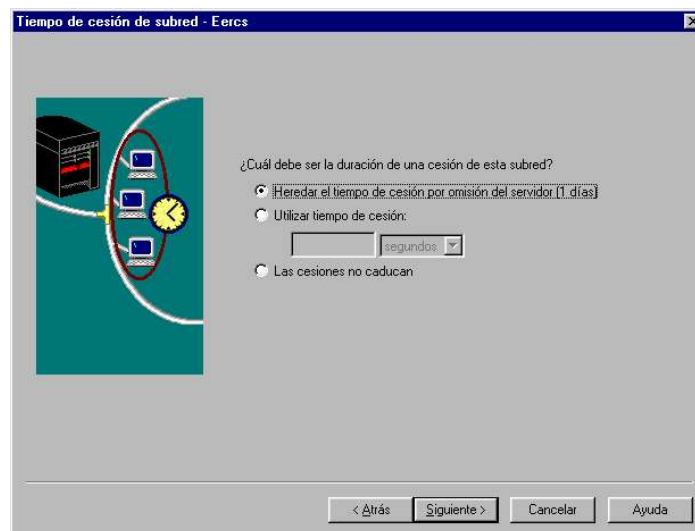 Tiempo de cesión de subred - Eercs
¿Cuál debe ser la duración de una cesión de esta subred?
Heredar el tiempo de cesión por omisión del servidor (1 días)
Utilizar tiempo de cesión:
segundos
Las cesiones no caducan
< Atrás
Siguiente >
Cancelar
Ayuda